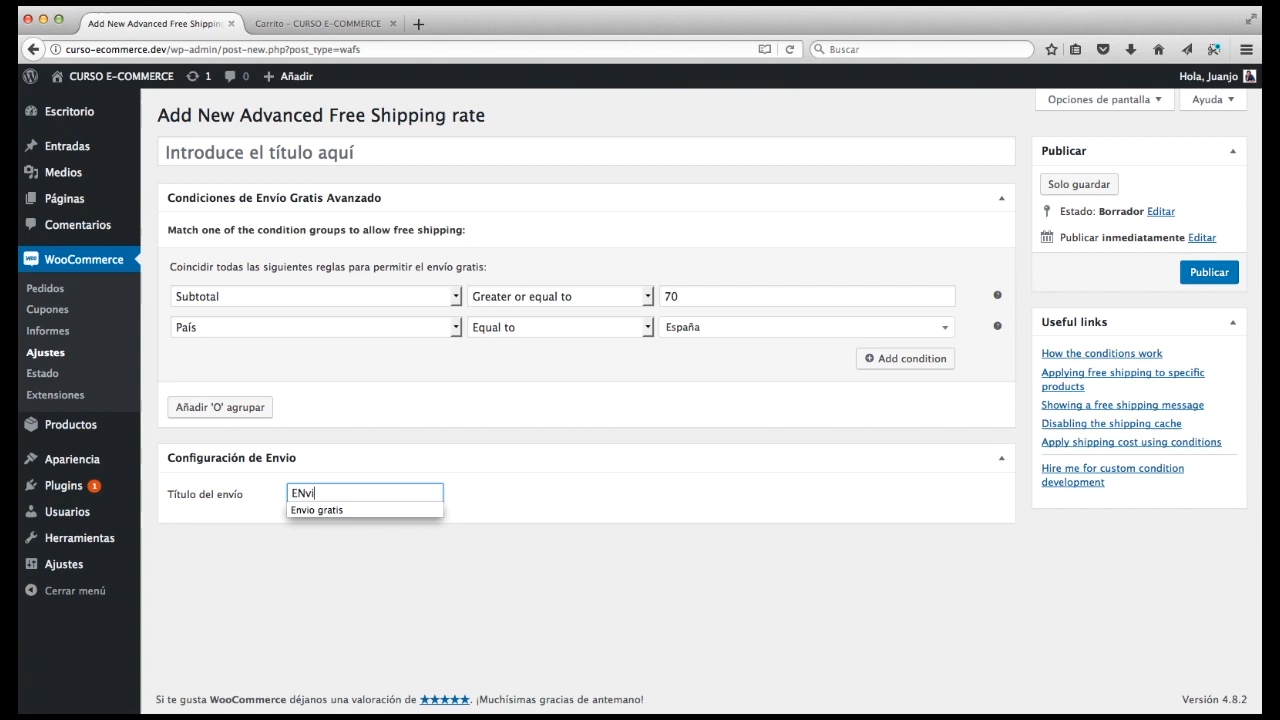 Add New Advanced Free Shipping
Carrito – CURSO E-COMMERCE
curso-ecommerce.dev/wp-admin/post-new.php?post_type=wafs
Buscar
CURSO E-COMMERCE
1
0
Añadir
Hola, Juanjo
Opciones de pantalla
Ayuda
Escritorio
Entradas
Medios
Páginas
Comentarios
WooCommerce
Pedidos
Cupones
Informes
Ajustes
Estado
Extensiones
Productos
Apariencia
Plugins 1
Usuarios
Herramientas
Ajustes
Cerrar menú
Add New Advanced Free Shipping rate
Introduce el título aquí
Condiciones de Envío Gratis Avanzado
Match one of the condition groups to allow free shipping:
Coincidir todas las siguientes reglas para permitir el envío gratis:
Subtotal
Greater or equal to
70
País
Equal to
España
Add condition
Añadir 'O' agrupar
Configuración de Envio
Título del envío
ENvi
Envio gratis
Publicar
Solo guardar
Estado: Borrador Editar
Publicar inmediatamente Editar
Publicar
Useful links
How the conditions work
Applying free shipping to specific
products
Showing a free shipping message
Disabling the shipping cache
Apply shipping cost using conditions
Hire me for custom condition
development
Si te gusta WooCommerce déjanos una valoración de ★★★★★. ¡Muchísimas gracias de antemano!
Versión 4.8.2